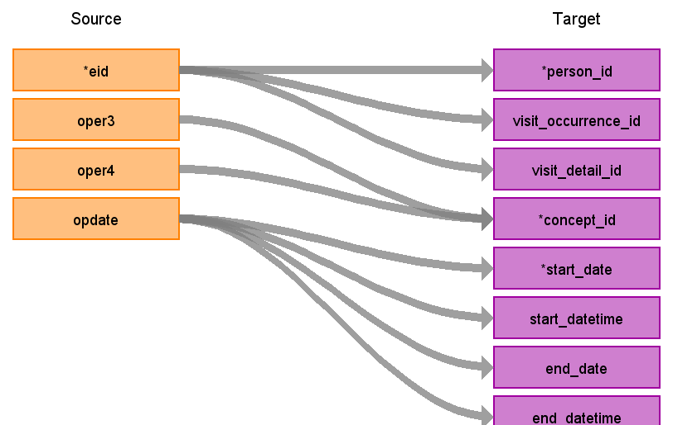 Source
Target
*eid
*person_id
oper3
visit_occurrence_id
oper4
visit_detail_id
opdate
*concept_id
*start_date
start_datetime
end_date
end_datetime